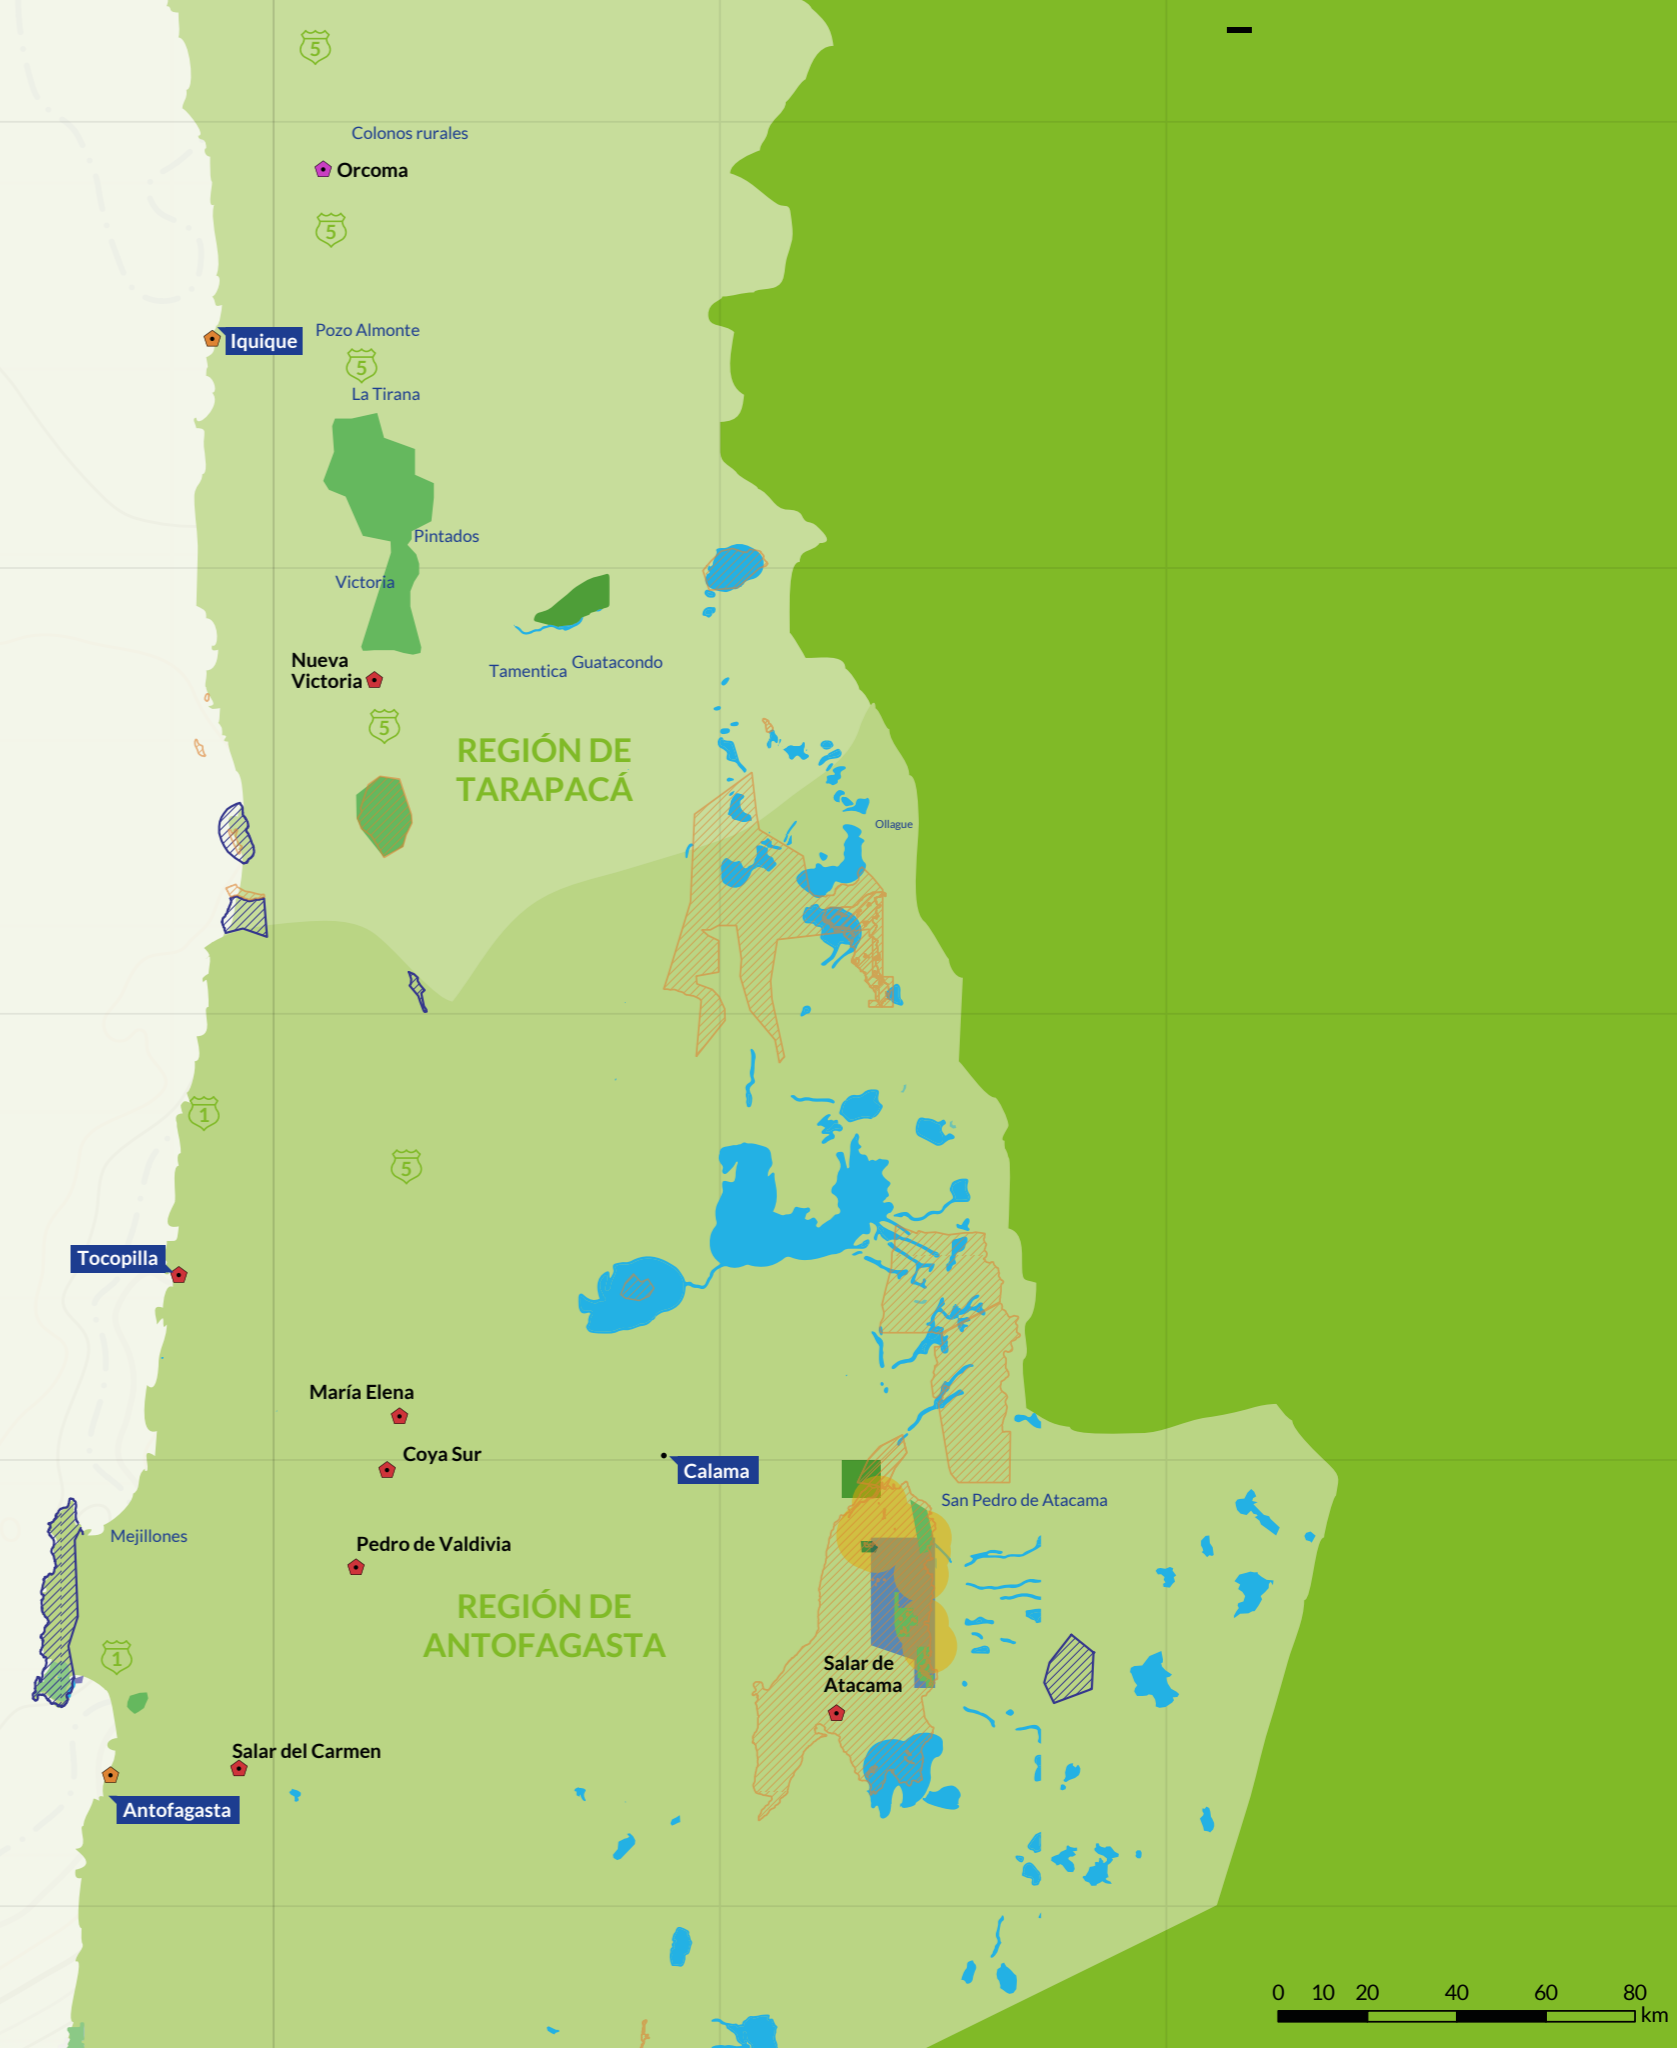 5
Colonos rurales
Orcoma
5
Iquique
Pozo Almonte
5
La Tirana
Pintados
Victoria
Nueva
Victoria
Tamentica
Guatacondo
5
REGIÓN DE
TARAPACÁ
Ollague
1
5
Tocopilla
María Elena
Coya Sur
Calama
San Pedro de Atacama
Mejillones
Pedro de Valdivia
REGIÓN DE
ANTOFAGASTA
1
Salar de
Atacama
Salar del Carmen
Antofagasta
0 10 20 40 60 80
km